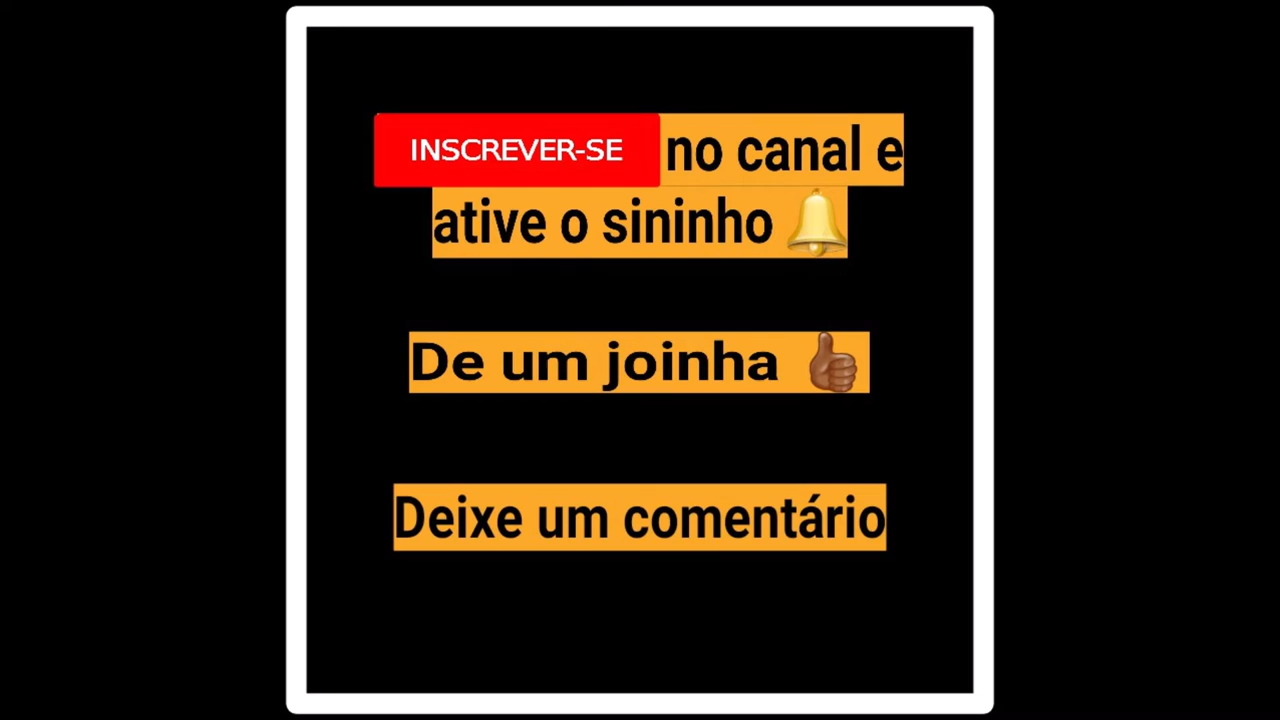 INSCREVER-SE no canal e
ative o sininho 🔔
De um joinha 👍🏾
Deixe um comentário